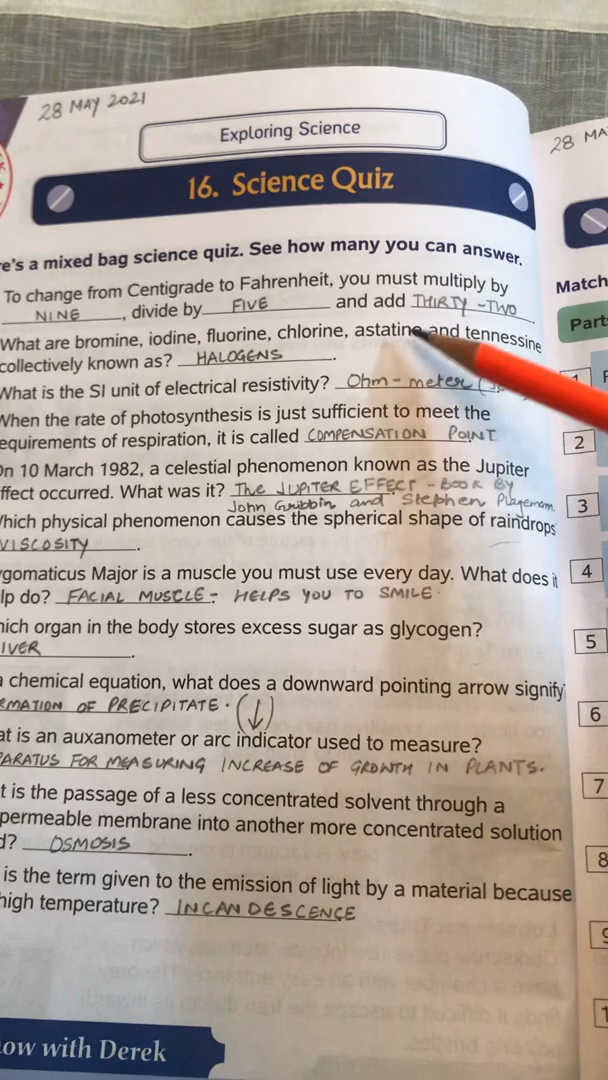 28 MAY 2021
Exploring Science
28 MA
16. Science Quiz
e's a mixed bag science quiz. See how many you can answer.
To change from Centigrade to Fahrenheit, you must multiply by
NINE, divide by FIVE and add THIRTY-TWO.
What are bromine, iodine, fluorine, chlorine, astatine and tennessine
collectively known as? HALOGENS.
What is the SI unit of electrical resistivity? Ohm-meter (
When the rate of photosynthesis is just sufficient to meet the
equirements of respiration, it is called COMPENSATION POINT
On 10 March 1982, a celestial phenomenon known as the Jupiter
ffect occurred. What was it? The JUPITER EFFECT - BOOK BY
John Gribbin and Stephen Plagemann.
hich physical phenomenon causes the spherical shape of raindrops
VISCOSITY.
ygomaticus Major is a muscle you must use every day. What does it
lp do? FACIAL MUSCLE - HELPS YOU TO SMILE.
hich organ in the body stores excess sugar as glycogen?
IVER.
a chemical equation, what does a downward pointing arrow signify
RMATION OF PRECIPITATE. (↓)
at is an auxanometer or arc indicator used to measure?
PARATUS FOR MEASURING INCREASE OF GROWTH IN PLANTS.
t is the passage of a less concentrated solvent through a
permeable membrane into another more concentrated solution
d? OSMOSIS.
is the term given to the emission of light by a material because
high temperature? INCANDESCENCE
ow with Derek
Match
Part
1 F
2
3
4
5
6
7
8
9
1